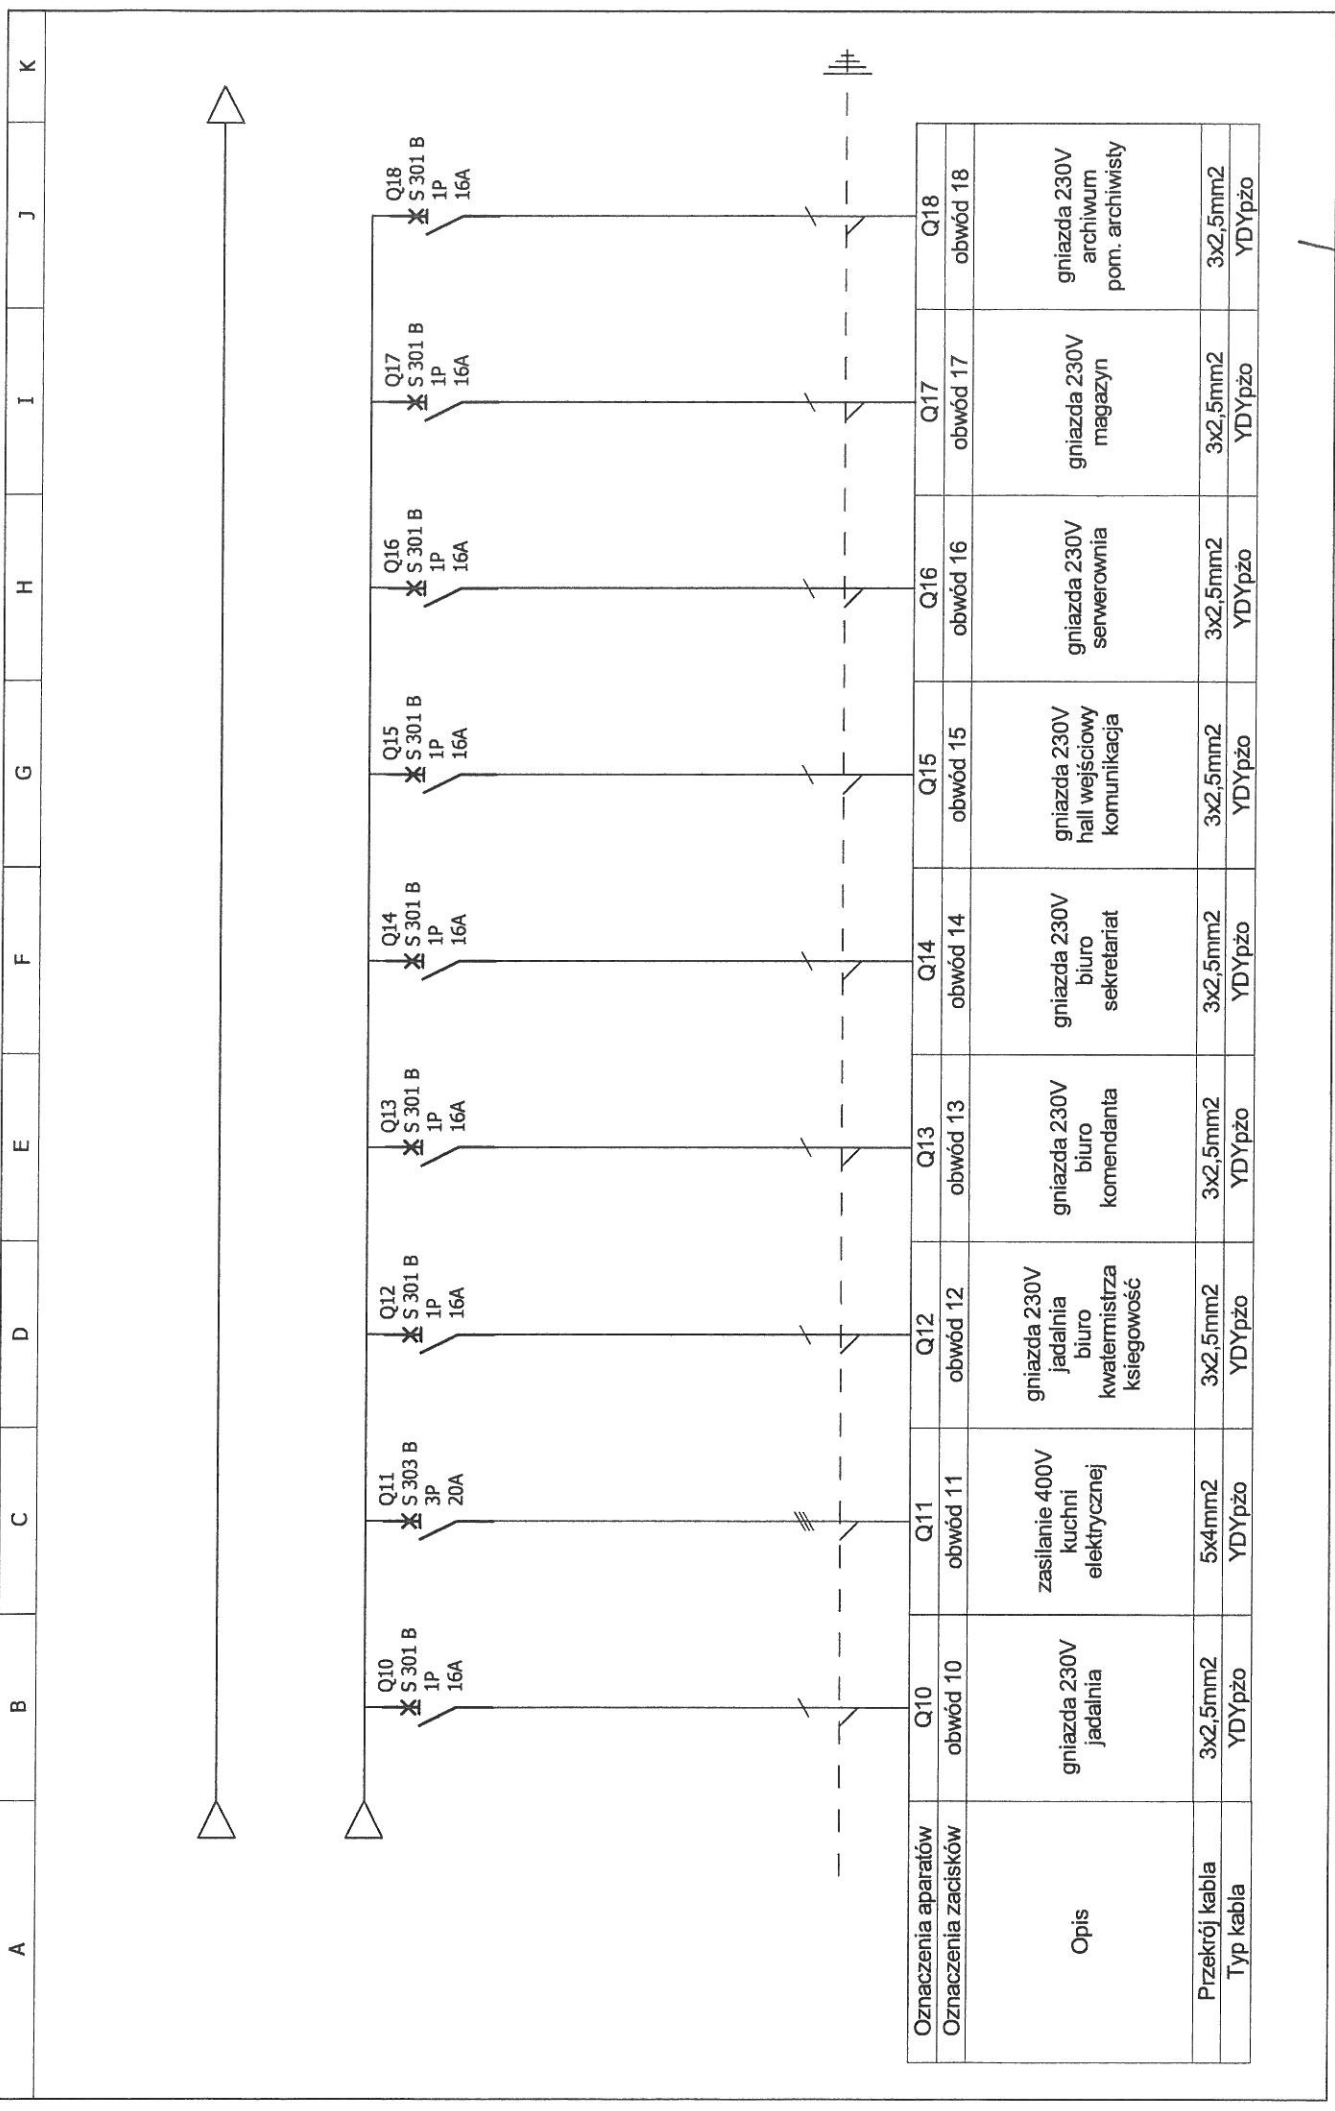 A
B
C
D
E
F
G
H
I
J
K
Q10
S 301 B
1P
16A
Q11
S 303 B
3P
20A
Q12
S 301 B
1P
16A
Q13
S 301 B
1P
16A
Q14
S 301 B
1P
16A
Q15
S 301 B
1P
16A
Q16
S 301 B
1P
16A
Q17
S 301 B
1P
16A
Q18
S 301 B
1P
16A
Oznaczenia aparatów
Q10
Q11
Q12
Q13
Q14
Q15
Q16
Q17
Q18
Oznaczenia zacisków
obwód 10
obwód 11
obwód 12
obwód 13
obwód 14
obwód 15
obwód 16
obwód 17
obwód 18
Opis
gniazda 230V
jadalnia
zasilanie 400V
kuchni
elektrycznej
gniazda 230V
jadalnia
biuro
kwatermistrza
ksiegowość
gniazda 230V
biuro
komendanta
gniazda 230V
biuro
sekretariat
gniazda 230V
hall wejściowy
komunikacja
gniazda 230V
serwerownia
gniazda 230V
magazyn
gniazda 230V
archiwum
pom. archiwisty
Przekrój kabla
3x2,5mm2
5x4mm2
3x2,5mm2
3x2,5mm2
3x2,5mm2
3x2,5mm2
3x2,5mm2
3x2,5mm2
3x2,5mm2
Typ kabla
YDYpżo
YDYpżo
YDYpżo
YDYpżo
YDYpżo
YDYpżo
YDYpżo
YDYpżo
YDYpżo